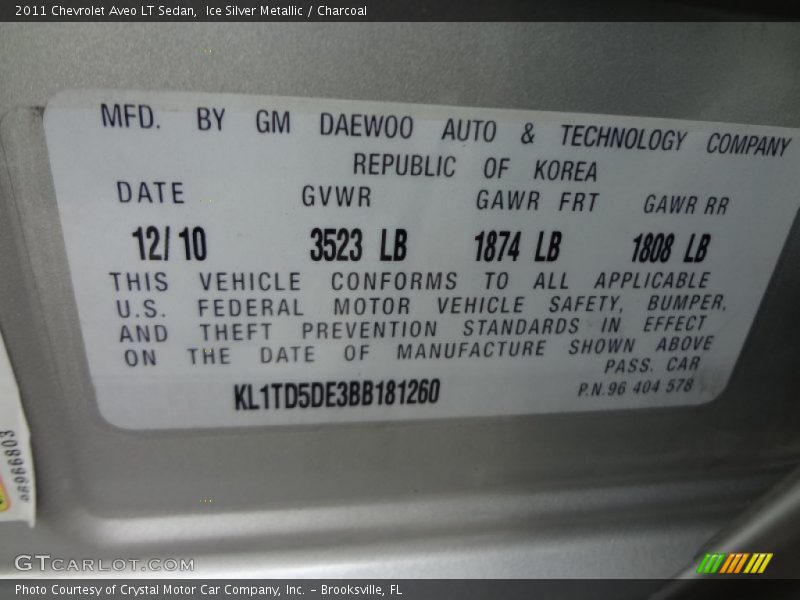 2011 Chevrolet Aveo LT Sedan,  Ice Silver Metallic / Charcoal
MFD. BY GM DAEWOO AUTO & TECHNOLOGY COMPANY
REPUBLIC OF KOREA
DATE GVWR GAWR FRT GAWR RR
12/10 3523 LB 1874 LB 1808 LB
THIS VEHICLE CONFORMS TO ALL APPLICABLE
U.S. FEDERAL MOTOR VEHICLE SAFETY, BUMPER,
AND THEFT PREVENTION STANDARDS IN EFFECT
ON THE DATE OF MANUFACTURE SHOWN ABOVE
PASS. CAR
KL1TD5DE3BB181260 P.N.96 404 578
GTCARLOT.COM
Photo Courtesy of Crystal Motor Car Company, Inc. – Brooksville, FL